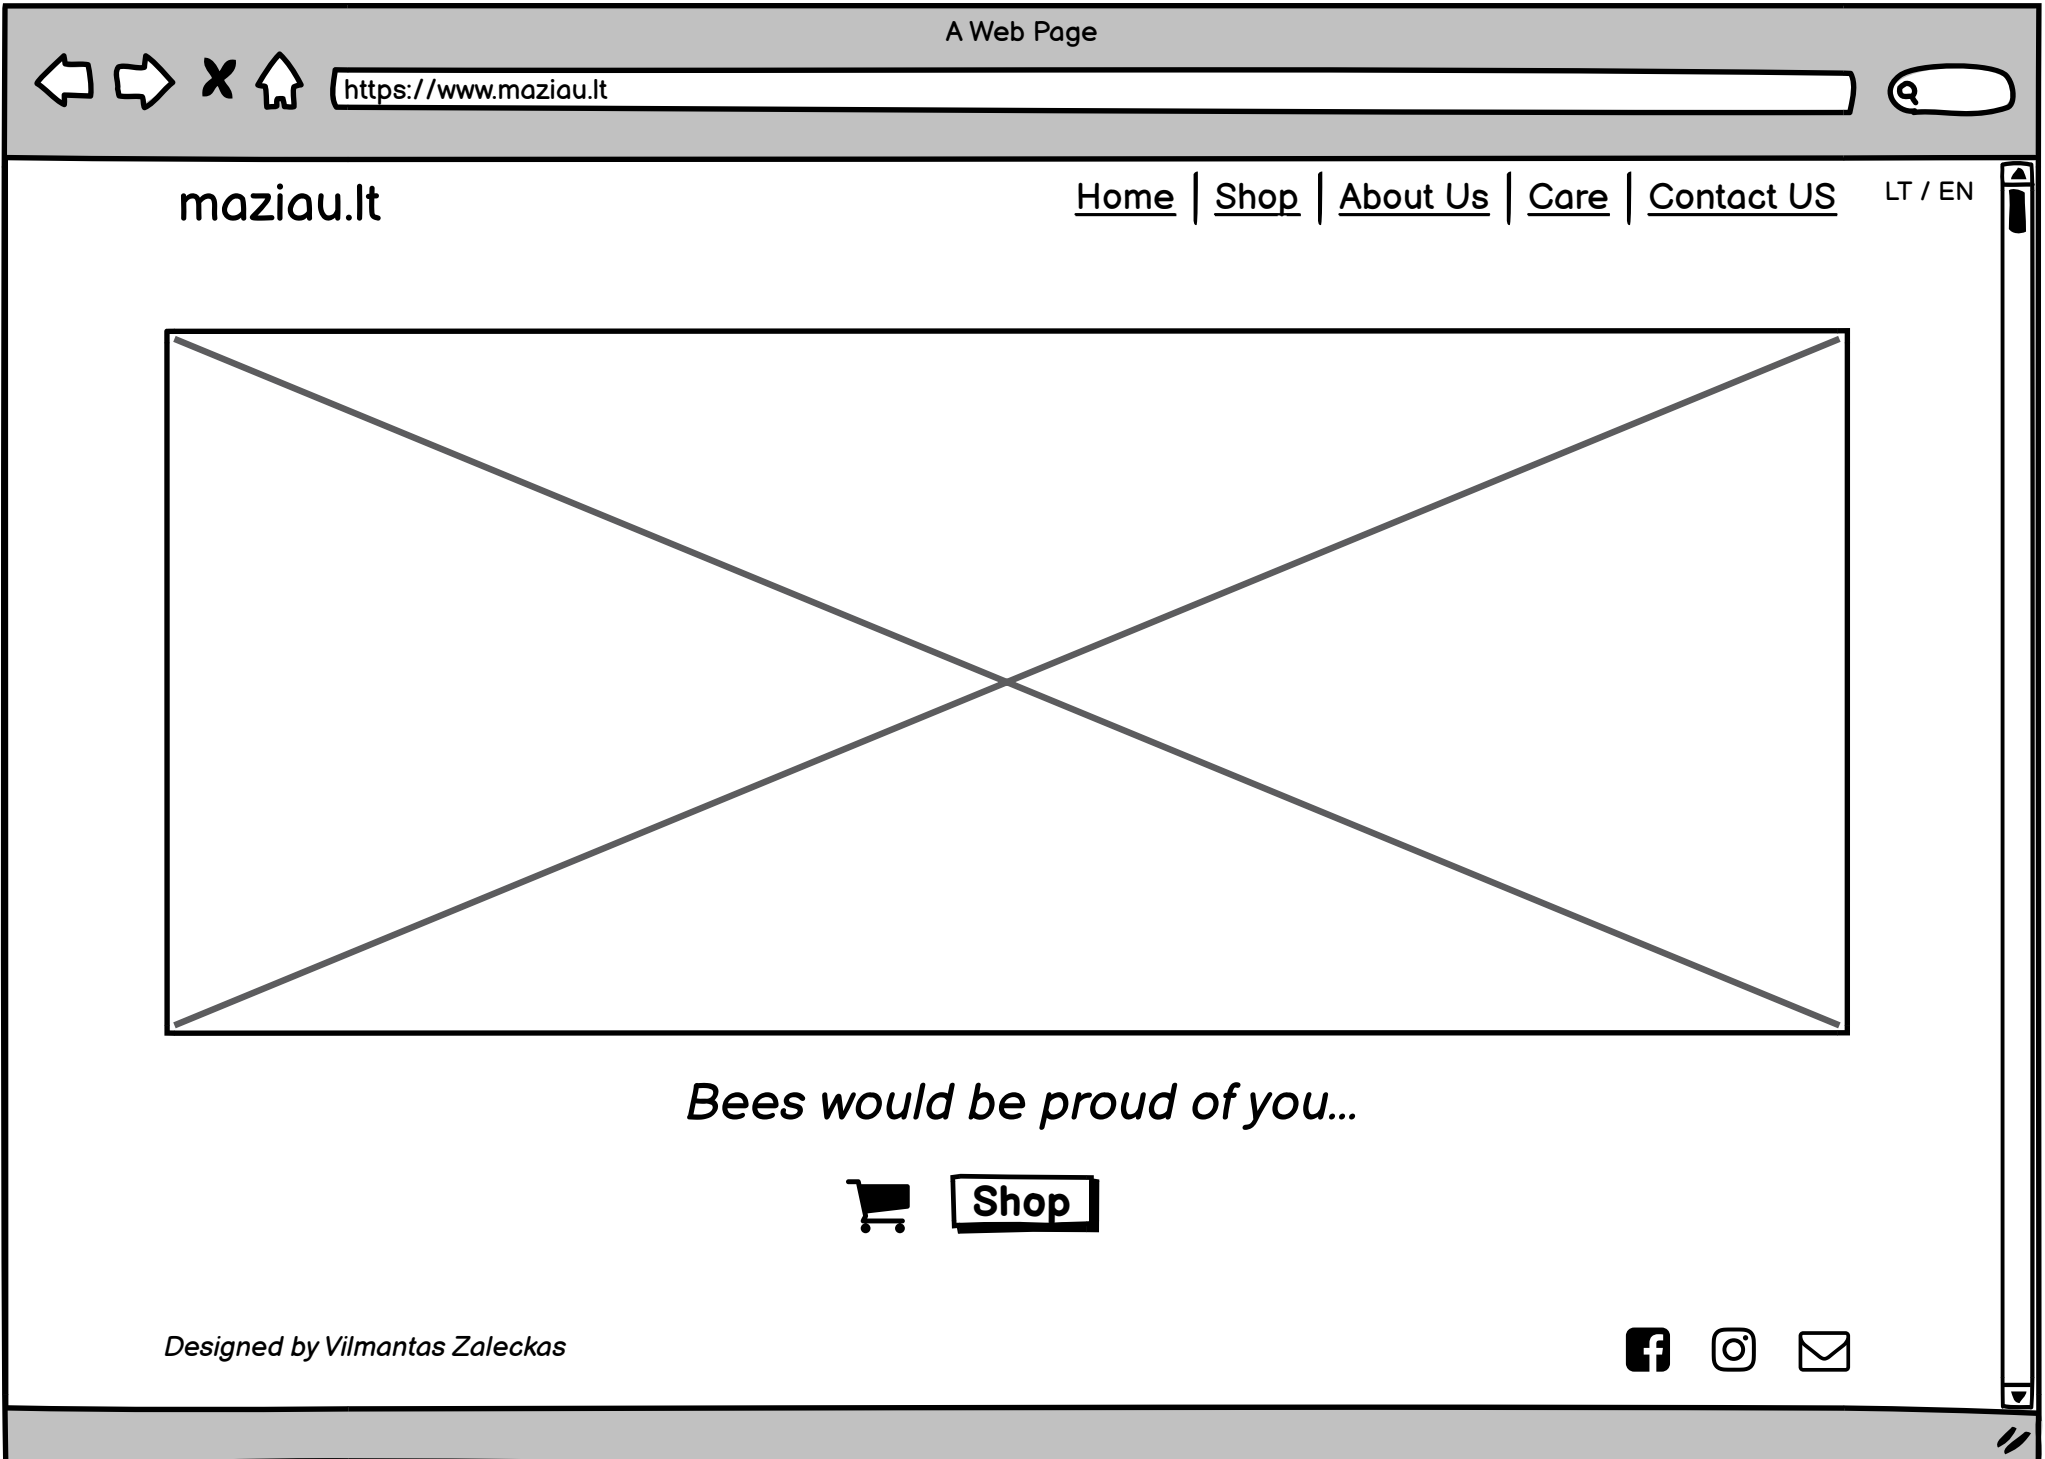 A Web Page
https://www.maziau.lt
maziau.lt
Home | Shop | About Us | Care | Contact US
LT / EN
Bees would be proud of you...
Shop
Designed by Vilmantas Zaleckas